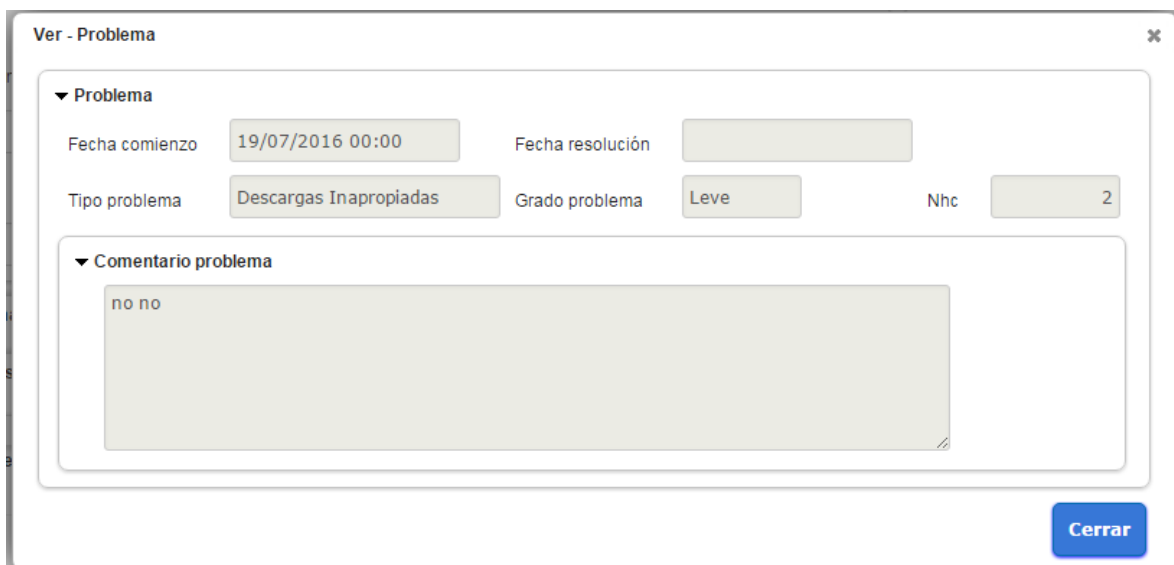 Ver - Problema
Problema
Fecha comienzo 19/07/2016 00:00 Fecha resolución
Tipo problema Descargas Inapropiadas Grado problema Leve Nhc 2
Comentario problema
no no
Cerrar